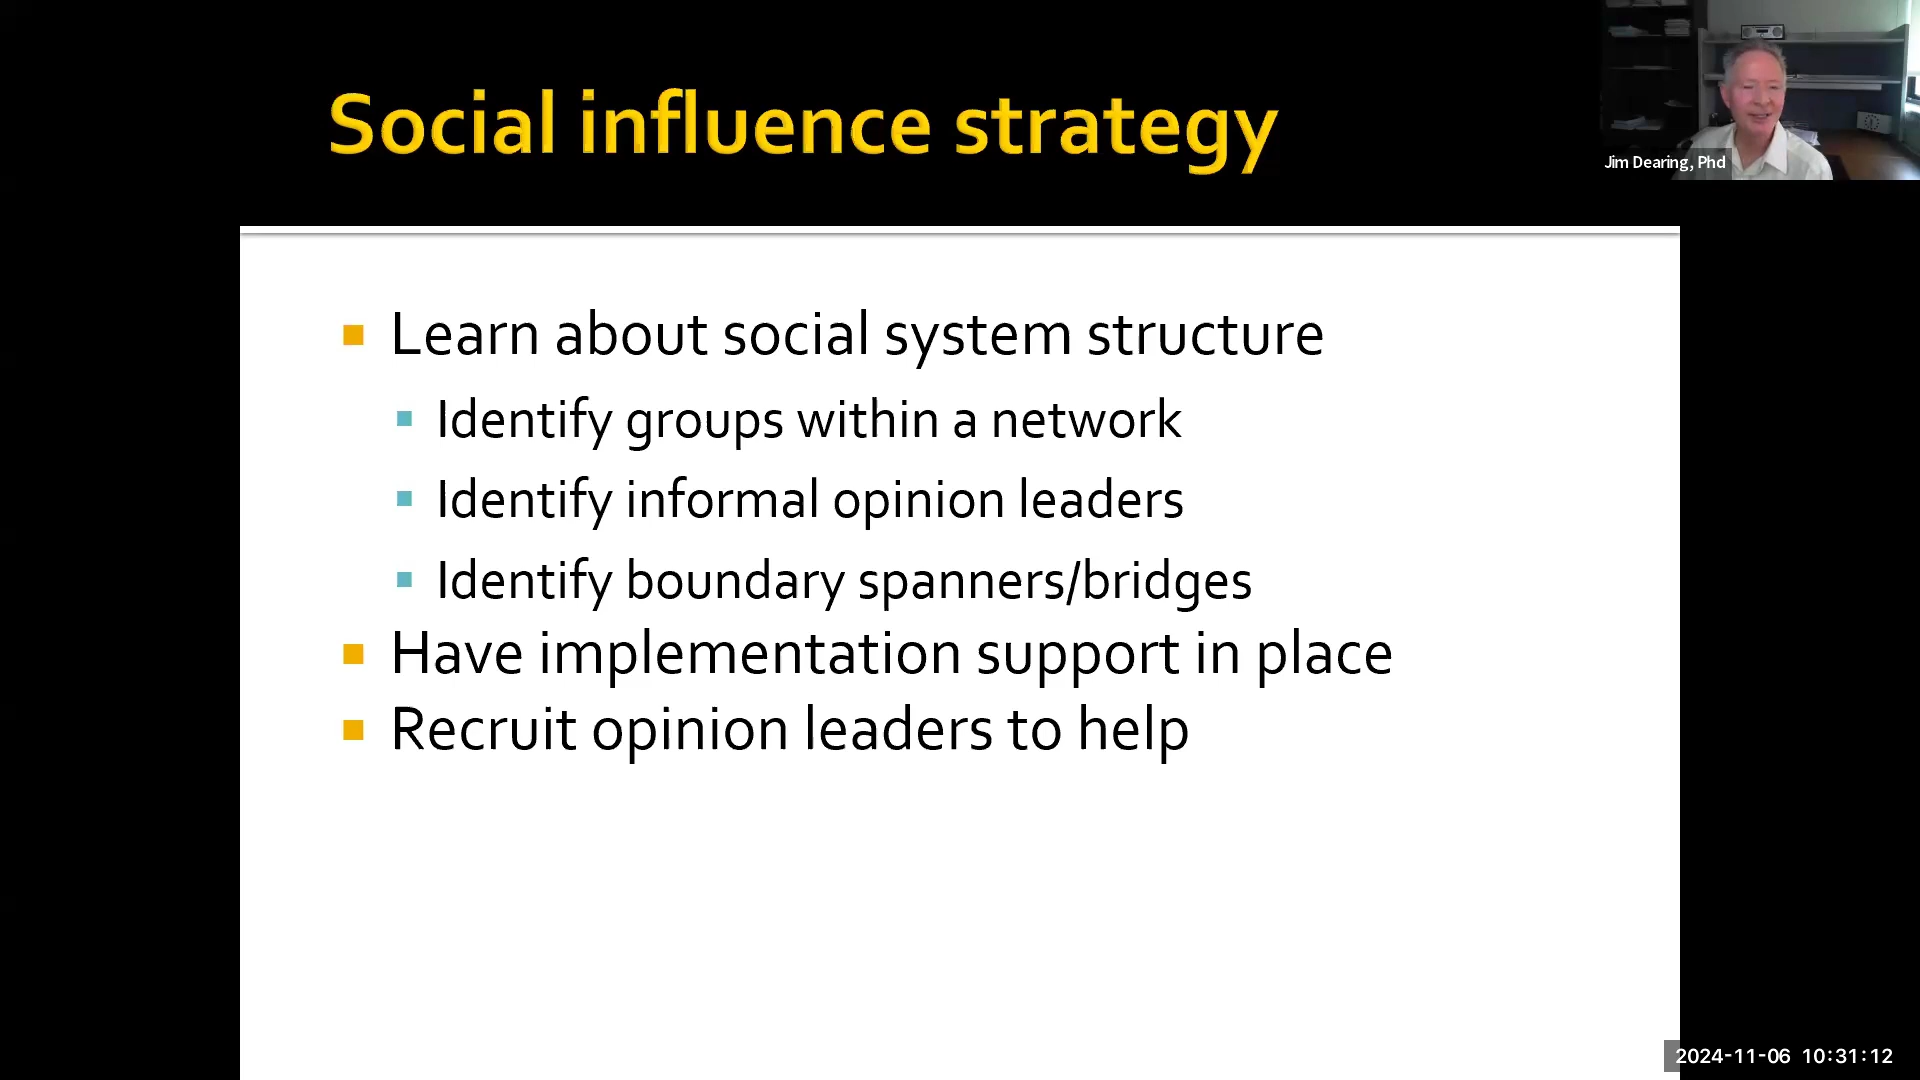 Social influence strategy
Jim Dearing, Phd
Learn about social system structure
Identify groups within a network
Identify informal opinion leaders
Identify boundary spanners/bridges
Have implementation support in place
Recruit opinion leaders to help
2024-11-06 10:31:12